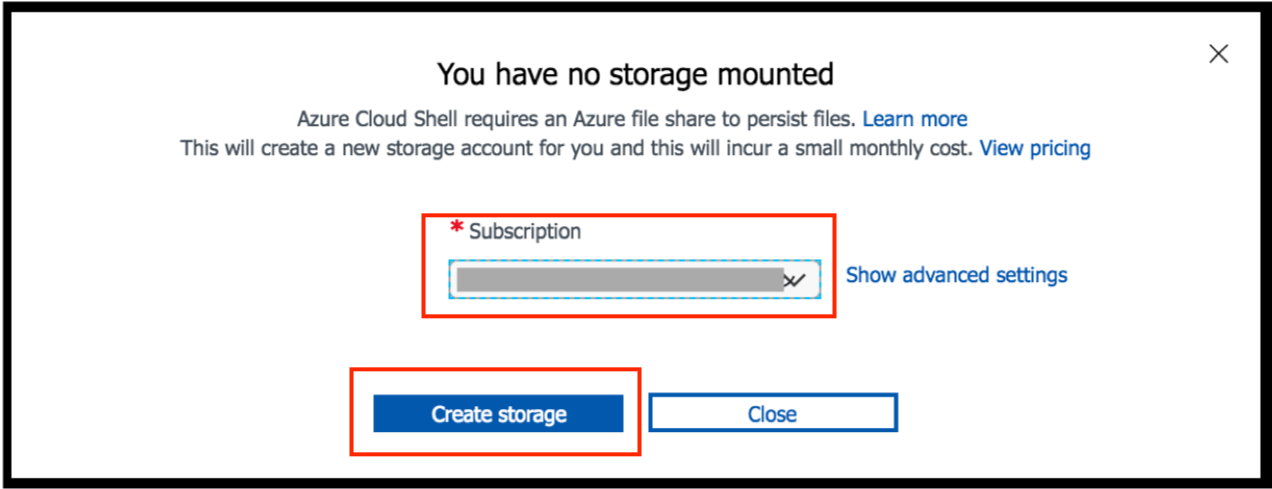 You have no storage mounted
Azure Cloud Shell requires an Azure file share to persist files. Learn more
This will create a new storage account for you and this will incur a small monthly cost. View pricing
* Subscription
Show advanced settings
Create storage
Close